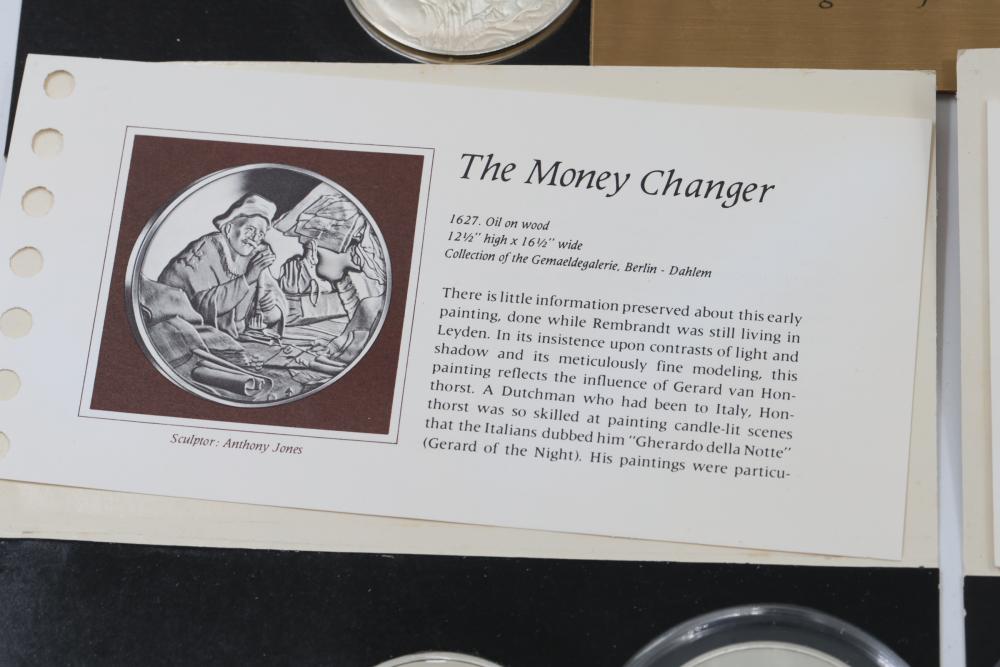 The Money Changer
1627. Oil on wood
12½" high x 16½" wide
Collection of the Gemaeldegalerie, Berlin - Dahlem
There is little information preserved about this early
painting, done while Rembrandt was still living in
Leyden. In its insistence upon contrasts of light and
shadow and its meticulously fine modeling, this
painting reflects the influence of Gerard van Hon-
thorst. A Dutchman who had been to Italy, Hon-
thorst was so skilled at painting candle-lit scenes
that the Italians dubbed him "Gherardo della Notte"
(Gerard of the Night). His paintings were particu-
Sculptor: Anthony Jones